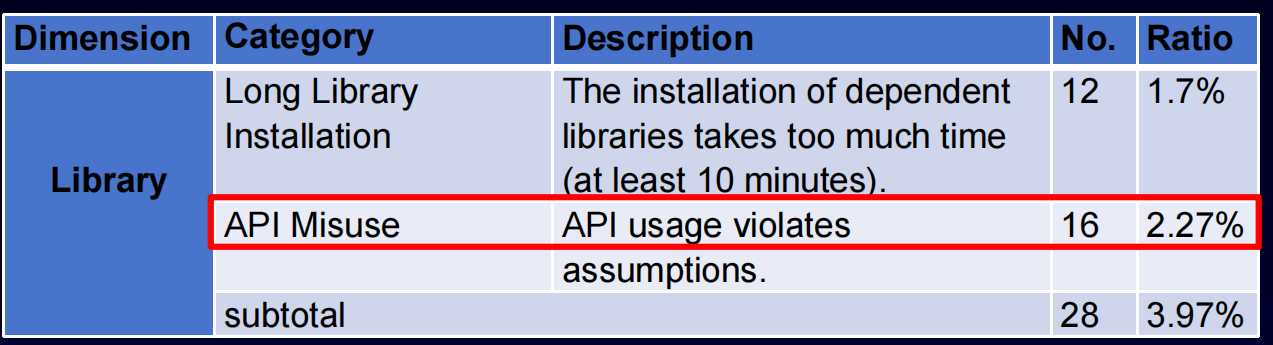 Dimension Category Description No. Ratio
Library Long Library Installation The installation of dependent libraries takes too much time (at least 10 minutes). 12 1.7%
API Misuse API usage violates assumptions. 16 2.27%
subtotal 28 3.97%